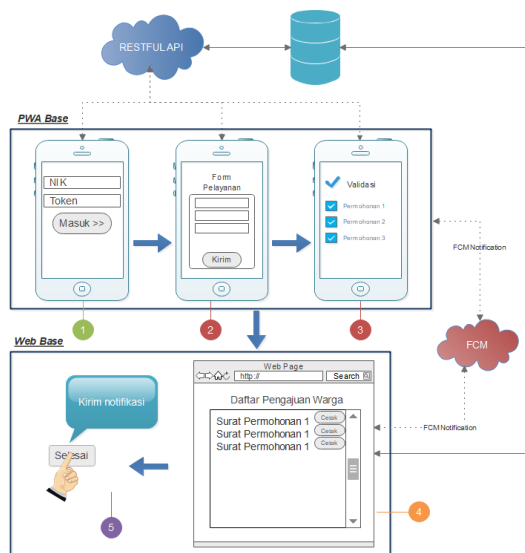 RESTFULAPI
PWA Base
NIK
Token
Masuk >>
Form
Pelayanan
Kirim
Validasi
Permohonan 1
Permohonan 2
Permohonan 3
FCM Notification
1
2
3
FCM
Web Base
Kirim notifikasi
Selesai
5
Web Page
http://
Search
Daftar Pengajuan Warga
Surat Permohonan 1 Cetak
Surat Permohonan 1 Cetak
Surat Permohonan 1 Cetak
FCM Notification
4